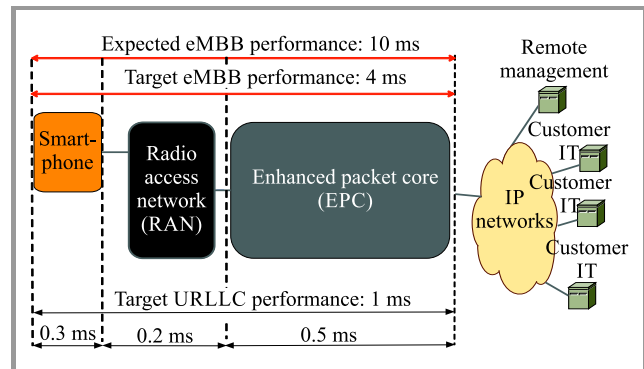 Expected eMBB performance: 10 ms
Target eMBB performance: 4 ms
Remote
management
Smart-
phone
Radio
access
network
(RAN)
Enhanced packet core
(EPC)
IP
networks
Customer
IT
Customer
IT
Customer
IT
Target URLLC performance: 1 ms
0.3 ms
0.2 ms
0.5 ms